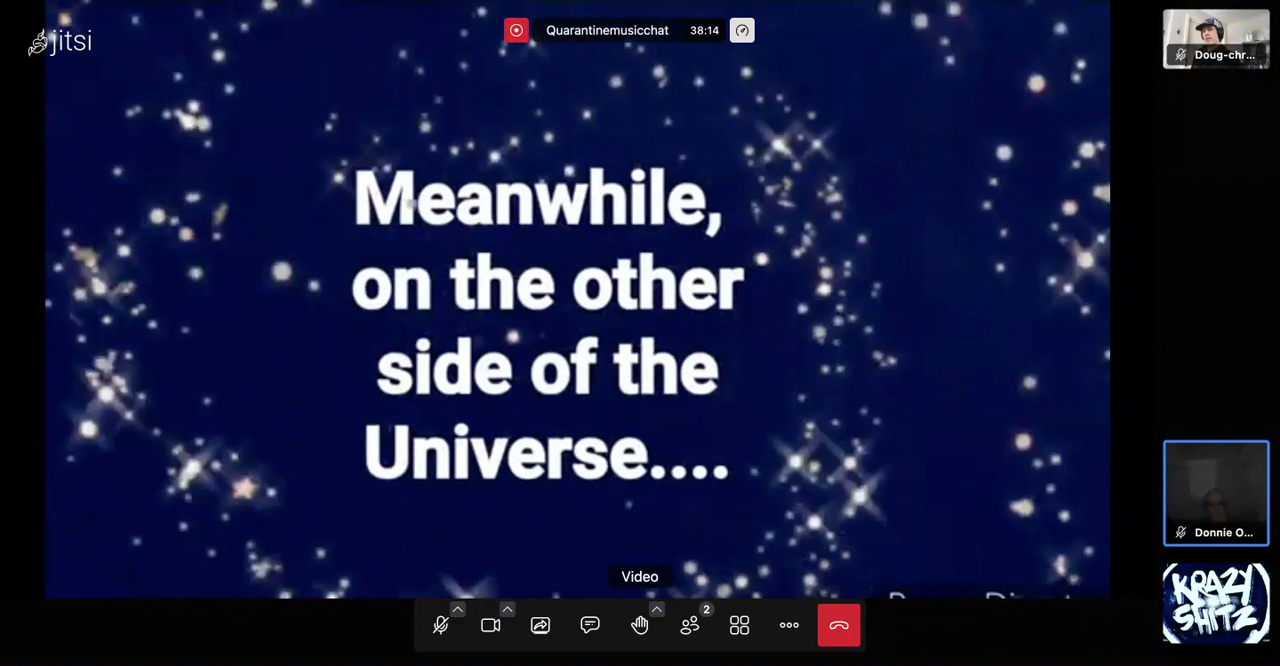 jitsi
Quarantinemusicchat 38:14
Doug-chr...
Meanwhile,
on the other
side of the
Universe....
Donnie O...
Video
2
KRAZY
SHITZ